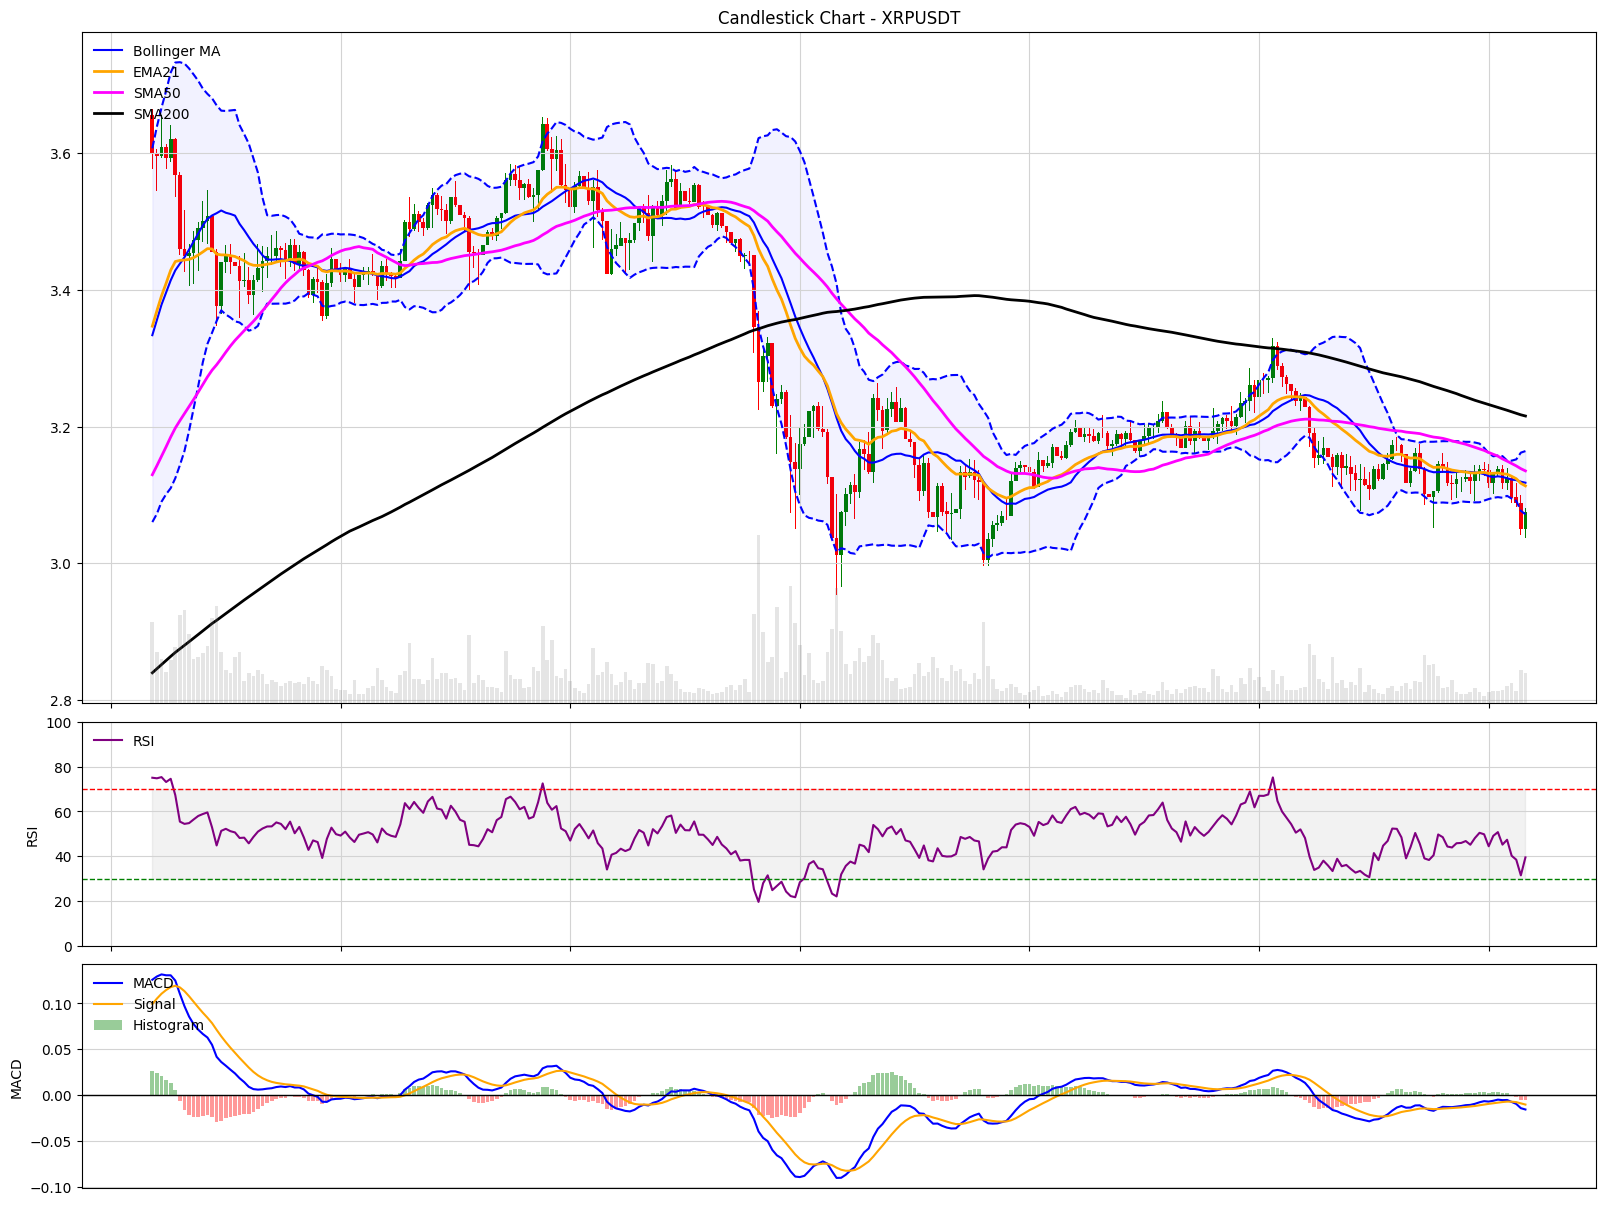 Candlestick Chart - XRPUSDT
Bollinger MA
EMA21
SMA50
SMA200
3.6
3.4
3.2
3.0
2.8
RSI
100
80
60
40
20
0
RSI
MACD
Signal
Histogram
0.10
0.05
0.00
−0.05
−0.10
MACD